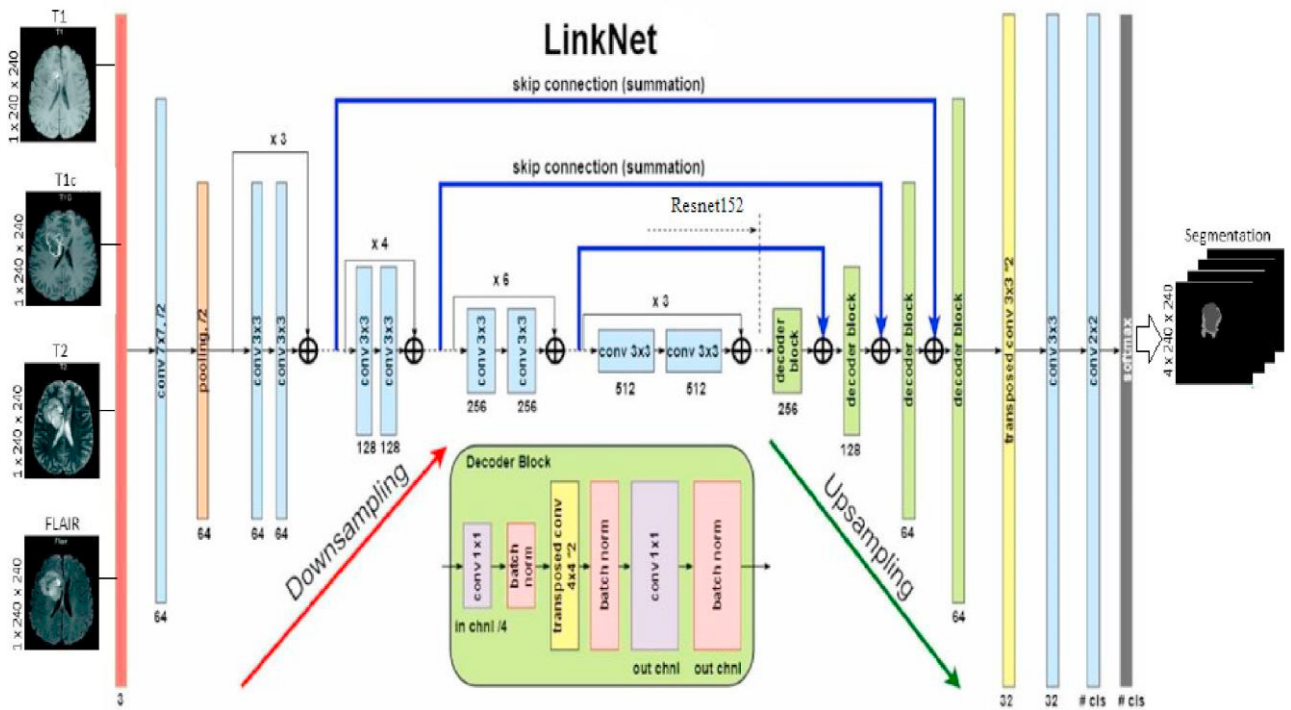 LinkNet
T1
T1
1 x 240 x 240
T1c
1 x 240 x 240
T2
T2
1 x 240 x 240
FLAIR
Flair
1 x 240 x 240
3
conv 7x7, /2
64
pooling, /2
64
x 3
conv 3x3
conv 3x3
64
64
x 4
conv 3x3
conv 3x3
128
128
x 6
conv 3x3
conv 3x3
256
256
x 3
conv 3x3
conv 3x3
512
512
skip connection (summation)
skip connection (summation)
Resnet152
decoder
block
256
decoder block
128
decoder block
64
decoder block
64
transposed conv 3x3 ^2
32
conv 3x3
32
conv 2x2
# cls
softmax
# cls
Segmentation
4 x 240 x 240
Downsampling
Upsampling
Decoder Block
conv 1x1
in chnl /4
batch
norm
transposed conv
4x4 ^2
batch norm
conv 1x1
out chnl
batch norm
out chnl